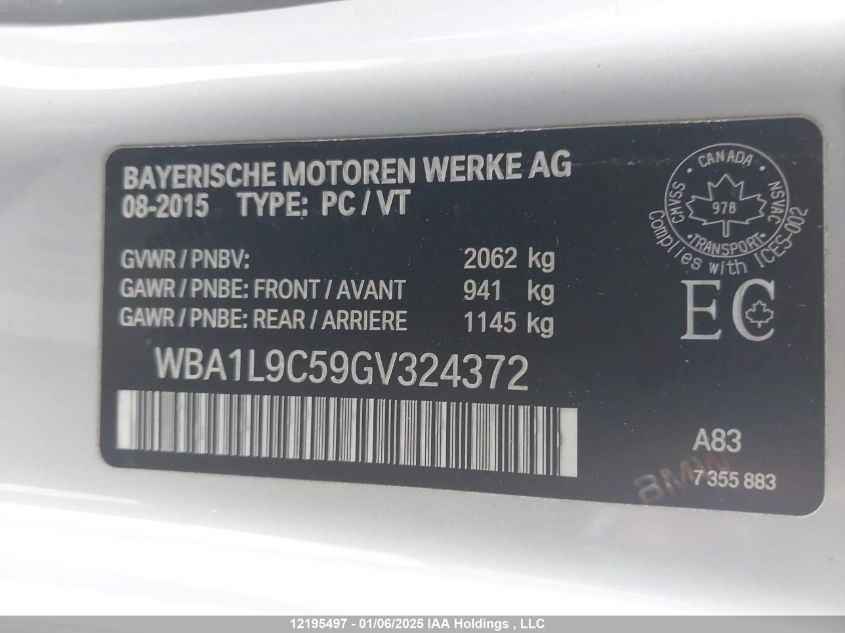 BAYERISCHE MOTOREN WERKE AG
08-2015 TYPE: PC / VT
GVWR / PNBV: 2062 kg
GAWR / PNBE: FRONT / AVANT 941 kg
GAWR / PNBE: REAR / ARRIERE 1145 kg
WBA1L9C59GV324372
CANADA
CMVSS NSVAC
978
TRANSPORT
Complies with ICES-002
EC
A83
7 355 883
BMW
12195497 - 01/06/2025 IAA Holdings , LLC